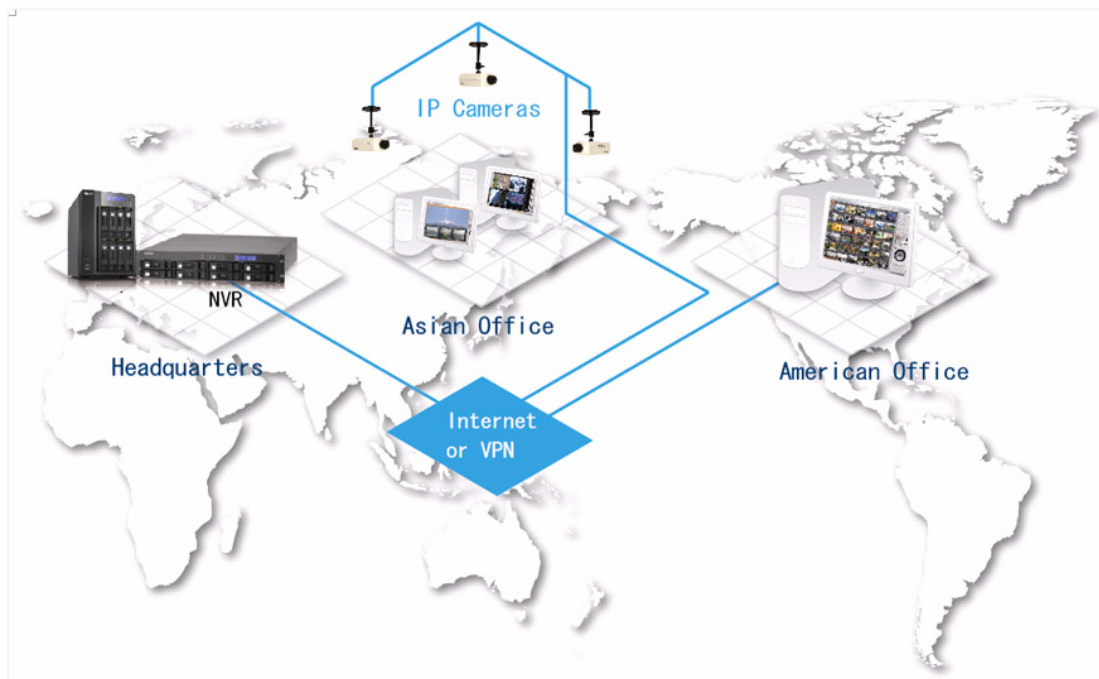 IP Cameras
NVR
Asian Office
Headquarters
American Office
Internet
or VPN